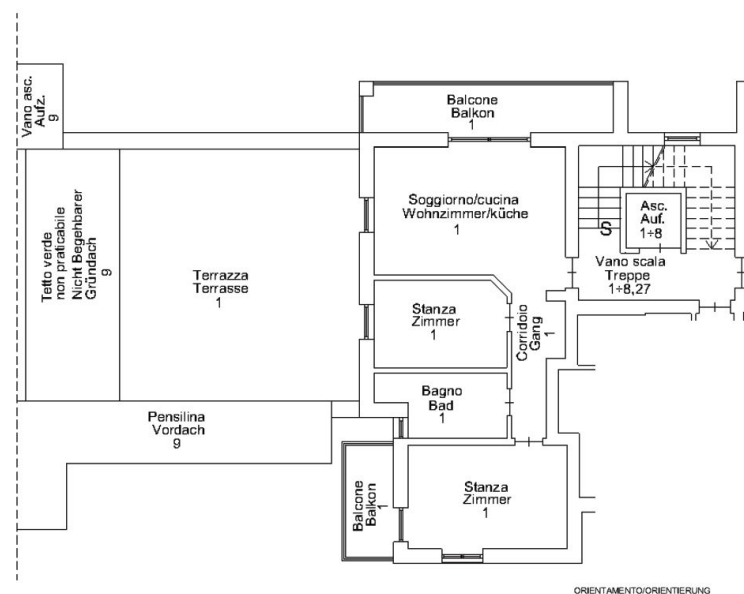 Vano asc.
Aufz.
9
Balcone
Balkon
1
Soggiorno/cucina
Wohnzimmer/küche
1
Asc.
Auf.
1÷8
S
Vano scala
Treppe
1÷8,27
Tetto verde
non praticabile
Nicht Begehbarer
Gründach
9
Terrazza
Terrasse
1
Stanza
Zimmer
1
Corridoio
Gang
1
Bagno
Bad
1
Pensilina
Vordach
9
Balcone
Balkon
1
Stanza
Zimmer
1
ORIENTAMENTO/ORIENTIERUNG